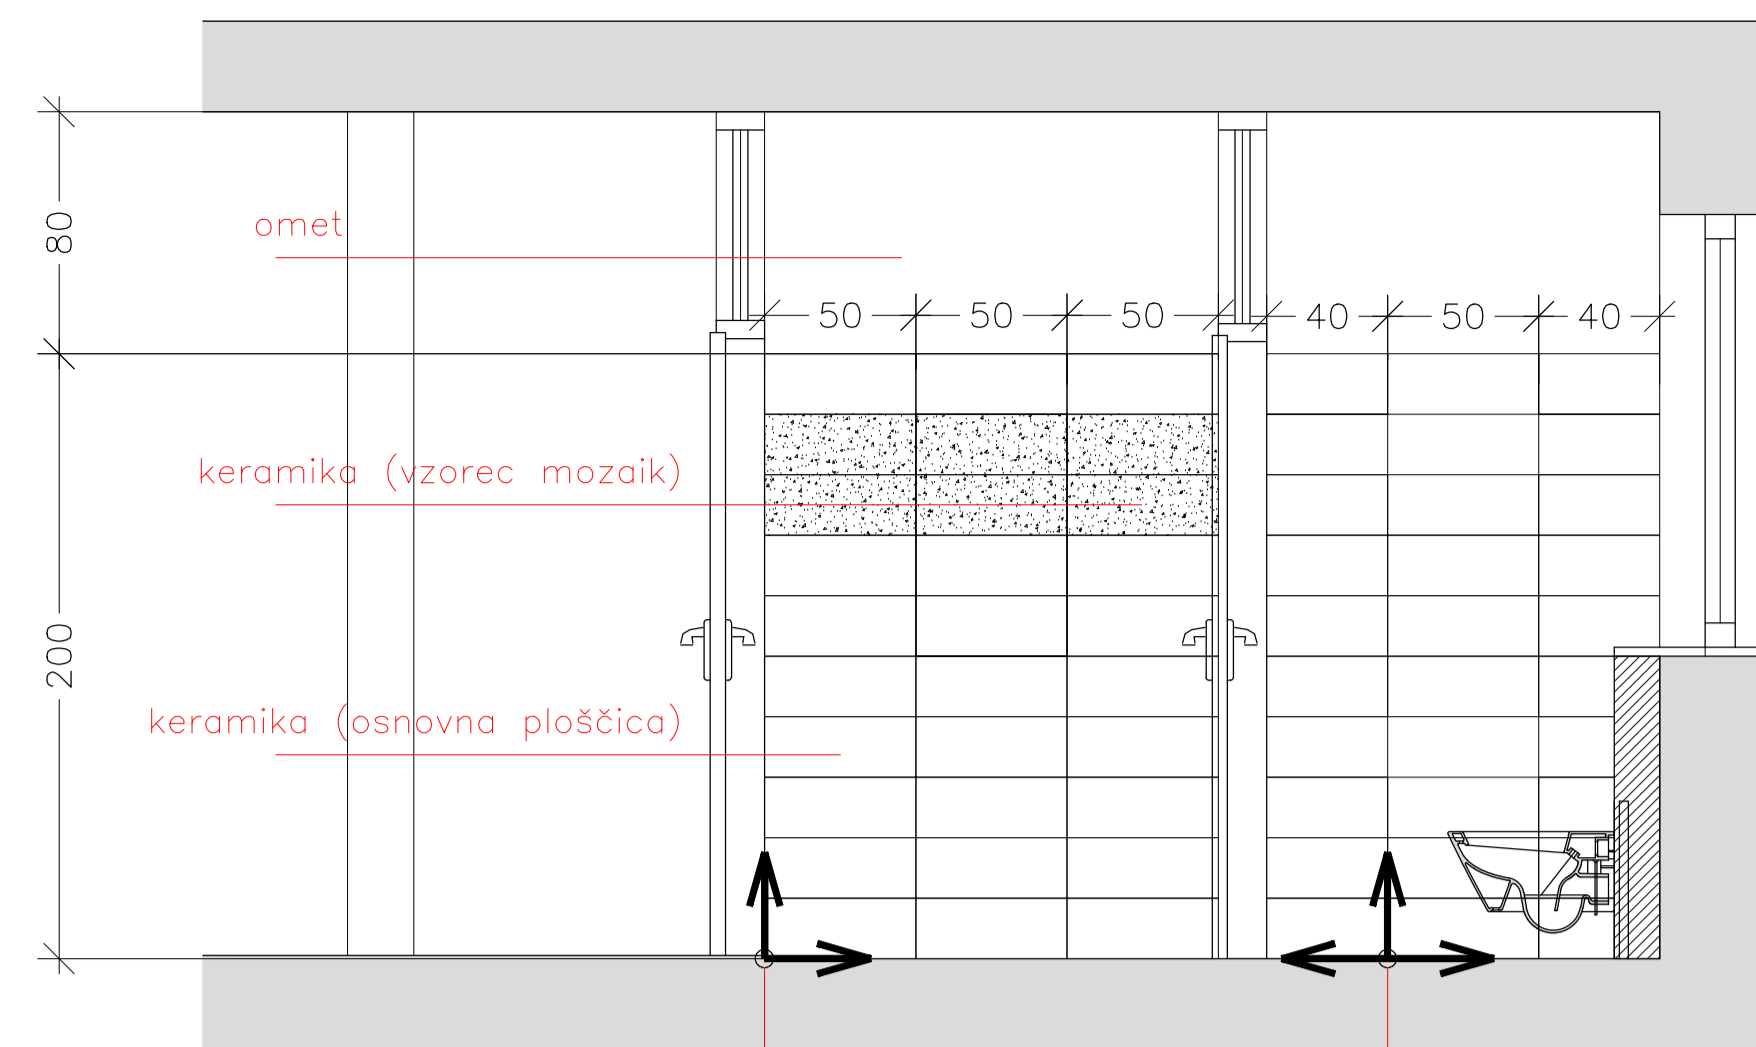 80
omet
50 50 50 40 50 40
keramika (vzorec mozaik)
200
keramika (osnovna ploščica)